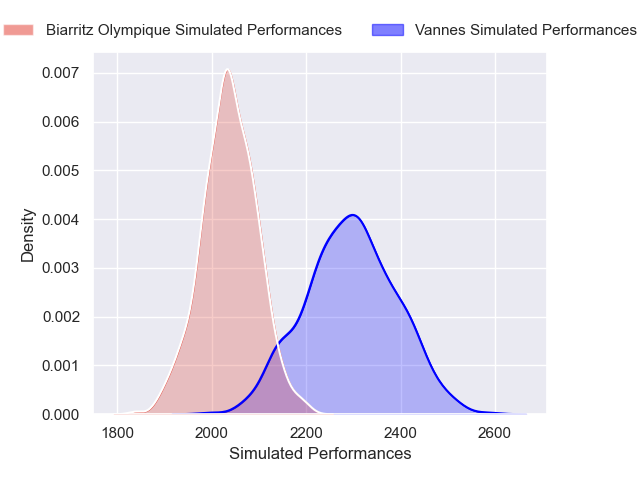 Biarritz Olympique Simulated Performances Vannes Simulated Performances
0.007
0.006
0.005
0.004
0.003
0.002
0.001
0.000
Density
1800 2000 2200 2400 2600
Simulated Performances